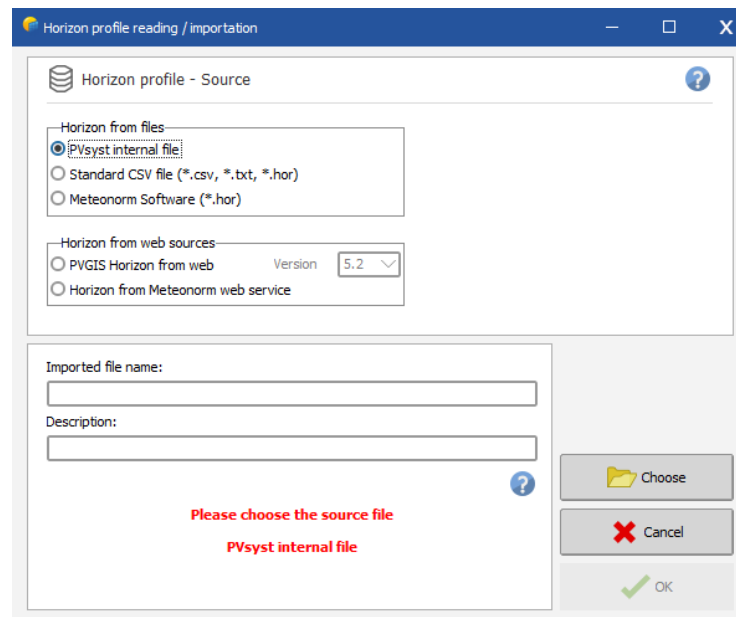 Horizon profile reading / importation
Horizon profile - Source
Horizon from files
PVsyst internal file
Standard CSV file (*.csv, *.txt, *.hor)
Meteonorm Software (*.hor)
Horizon from web sources
PVGIS Horizon from web Version 5.2
Horizon from Meteonorm web service
Imported file name:
Description:
Please choose the source file
PVsyst internal file
Choose
Cancel
OK